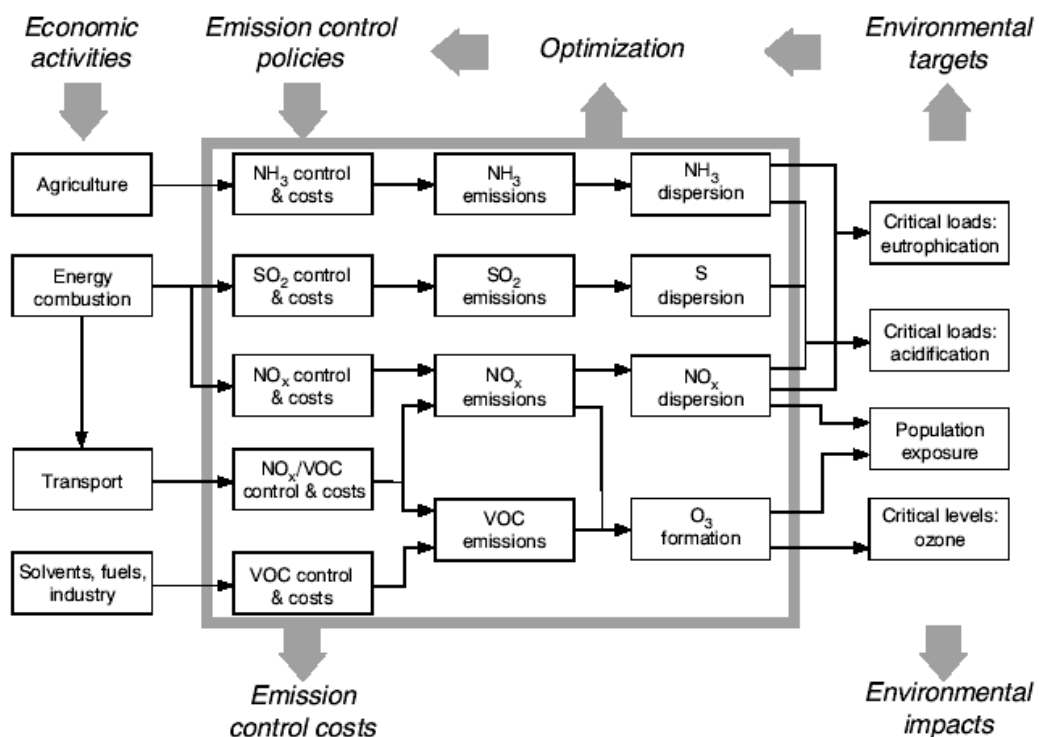 Economic
activities
Emission control
policies
Optimization
Environmental
targets
Agriculture
NH₃ control
& costs
NH₃
emissions
NH₃
dispersion
Critical loads:
eutrophication
Energy
combustion
SO₂ control
& costs
SO₂
emissions
S
dispersion
Critical loads:
acidification
NOₓ control
& costs
NOₓ
emissions
NOₓ
dispersion
Population
exposure
Transport
NOₓ/VOC
control & costs
VOC
emissions
O₃
formation
Critical levels:
ozone
Solvents, fuels,
industry
VOC control
& costs
Emission
control costs
Environmental
impacts